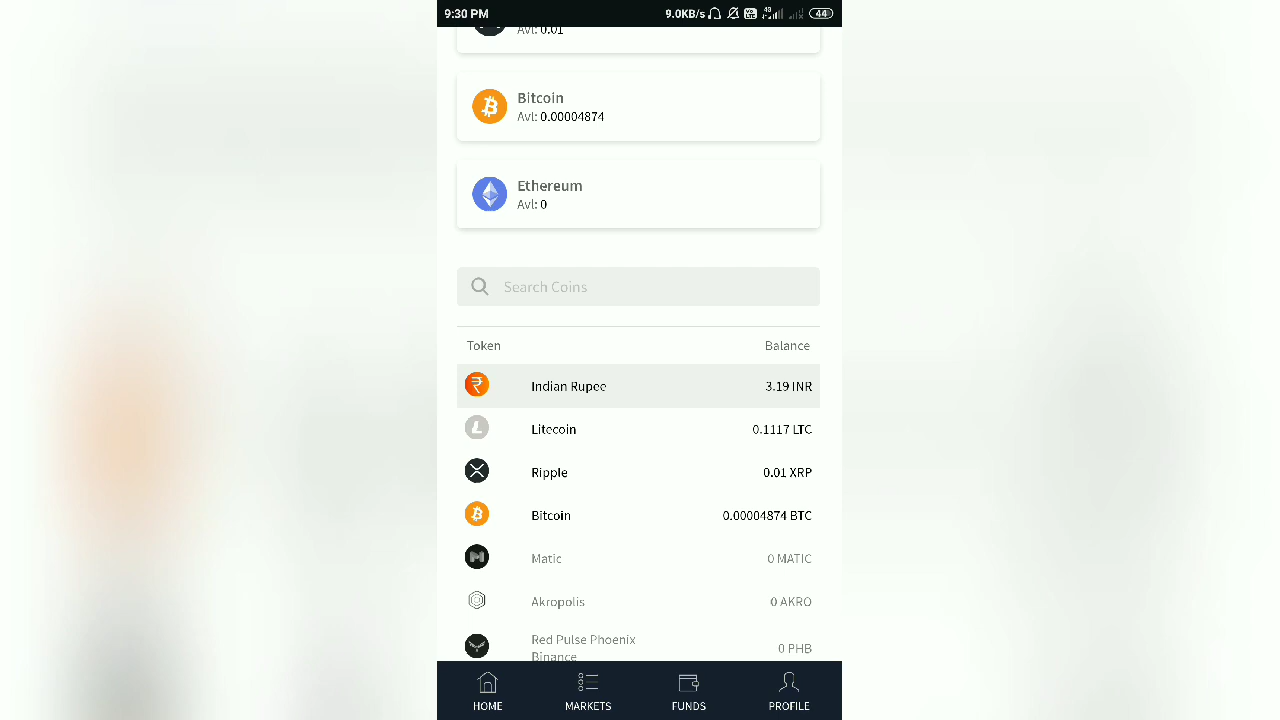 9:30 PM 9.0KB/s 4G 44
Avl: 0.01
Bitcoin
Avl: 0.00004874
Ethereum
Avl: 0
Search Coins
Token Balance
Indian Rupee 3.19 INR
Litecoin 0.1117 LTC
Ripple 0.01 XRP
Bitcoin 0.00004874 BTC
Matic 0 MATIC
Akropolis 0 AKRO
Red Pulse Phoenix
Binance 0 PHB
HOME MARKETS FUNDS PROFILE